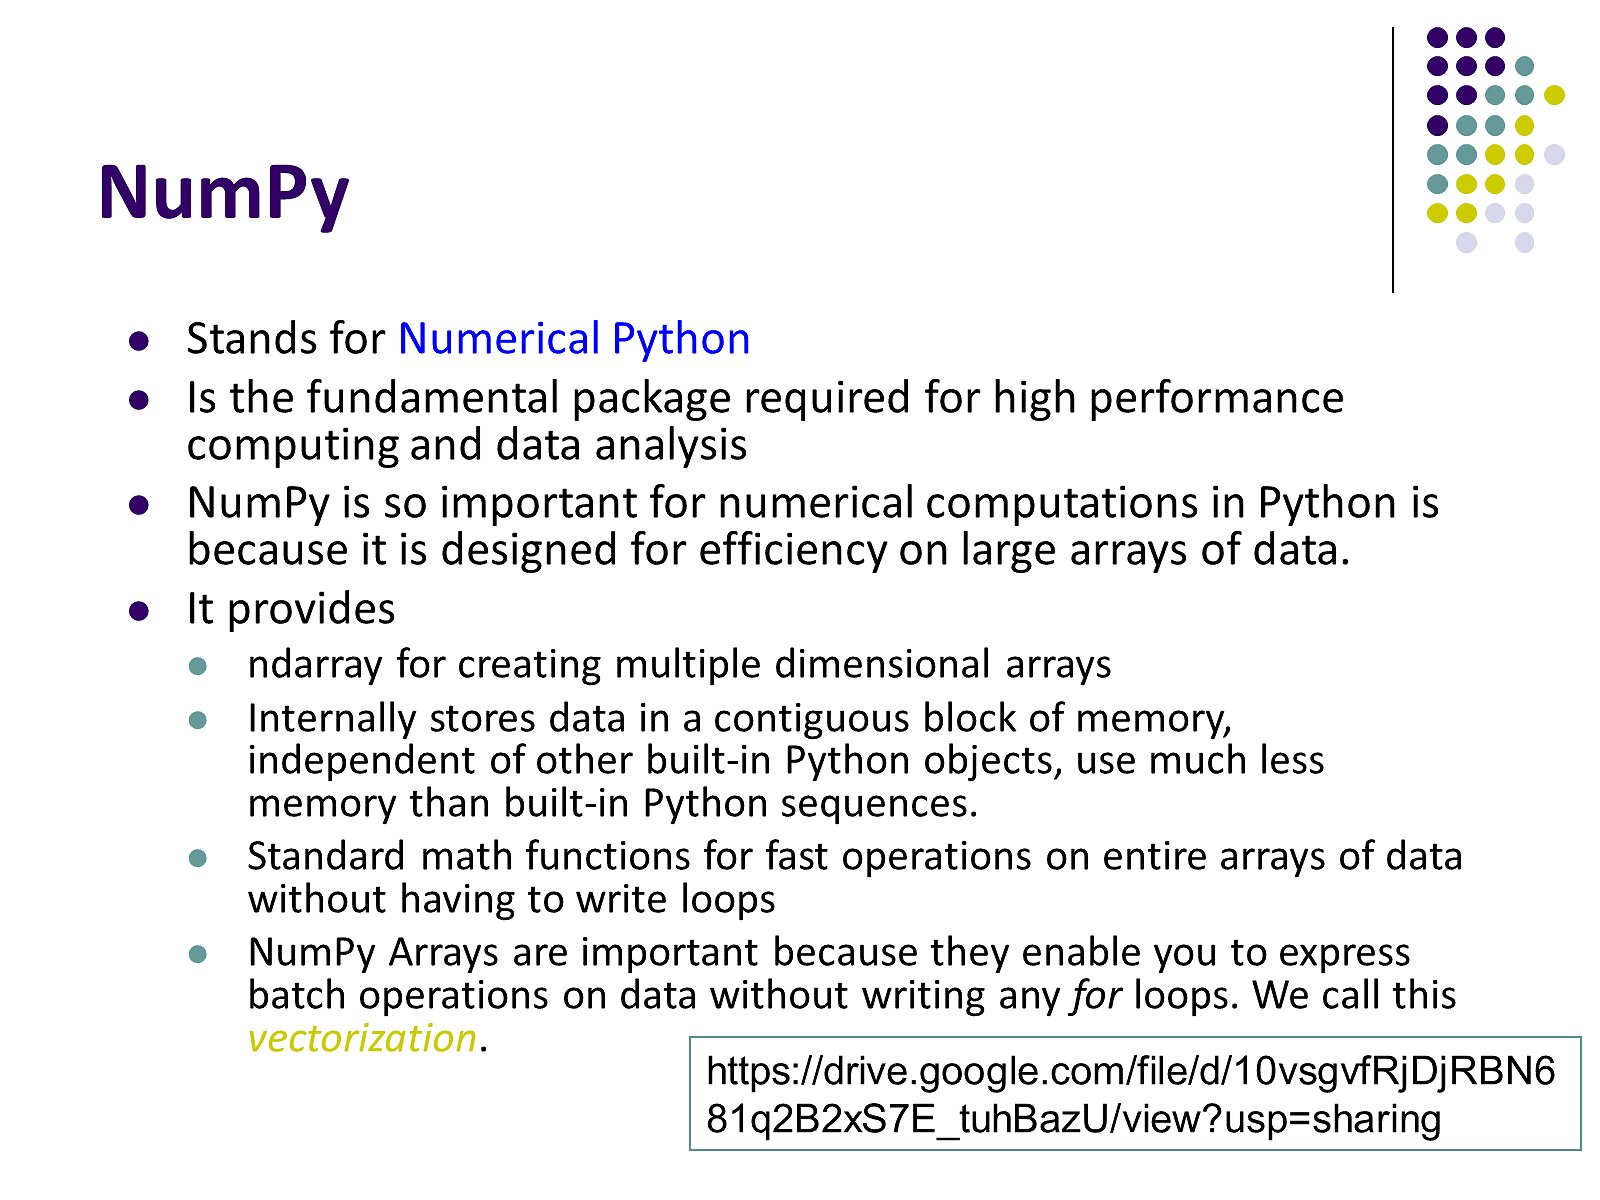 NumPy
Stands for Numerical Python
Is the fundamental package required for high performance
computing and data analysis
NumPy is so important for numerical computations in Python is
because it is designed for efficiency on large arrays of data.
It provides
ndarray for creating multiple dimensional arrays
Internally stores data in a contiguous block of memory,
independent of other built-in Python objects, use much less
memory than built-in Python sequences.
Standard math functions for fast operations on entire arrays of data
without having to write loops
NumPy Arrays are important because they enable you to express
batch operations on data without writing any for loops. We call this
vectorization.
https://drive.google.com/file/d/10vsgvfRjDjRBN6
81q2B2xS7E_tuhBazU/view?usp=sharing